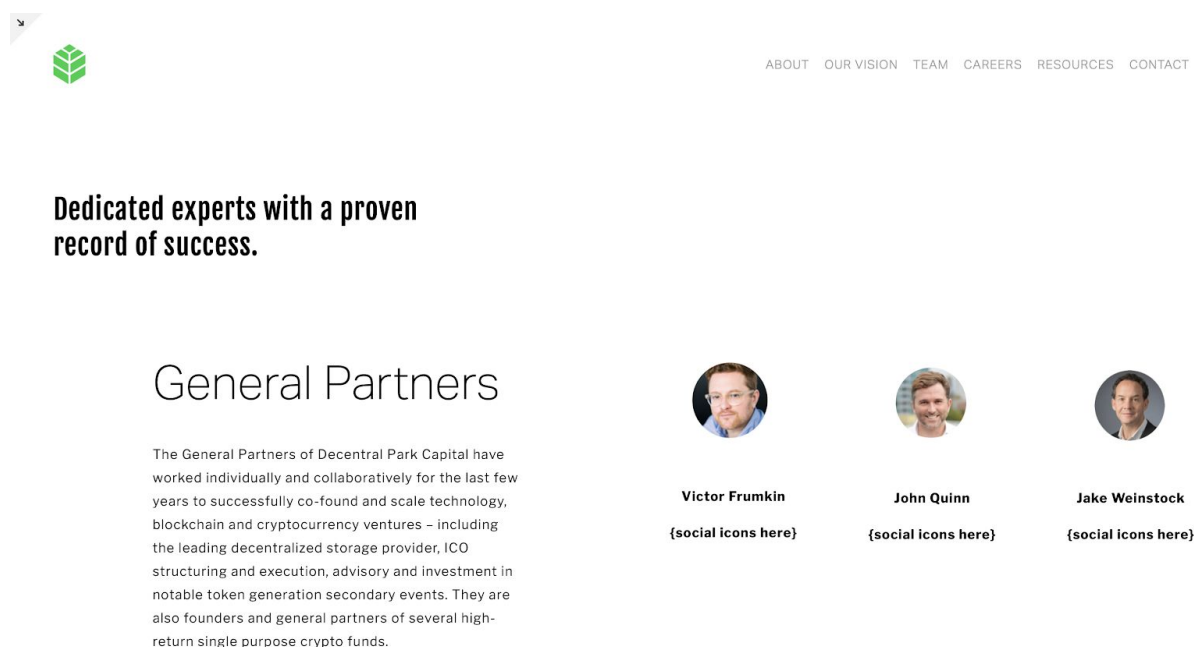 ABOUT OUR VISION TEAM CAREERS RESOURCES CONTACT
Dedicated experts with a proven
record of success.
General Partners
The General Partners of Decentral Park Capital have
worked individually and collaboratively for the last few
years to successfully co-found and scale technology,
blockchain and cryptocurrency ventures – including
the leading decentralized storage provider, ICO
structuring and execution, advisory and investment in
notable token generation secondary events. They are
also founders and general partners of several high-
return single purpose crypto funds.
Victor Frumkin
{social icons here}
John Quinn
{social icons here}
Jake Weinstock
{social icons here}